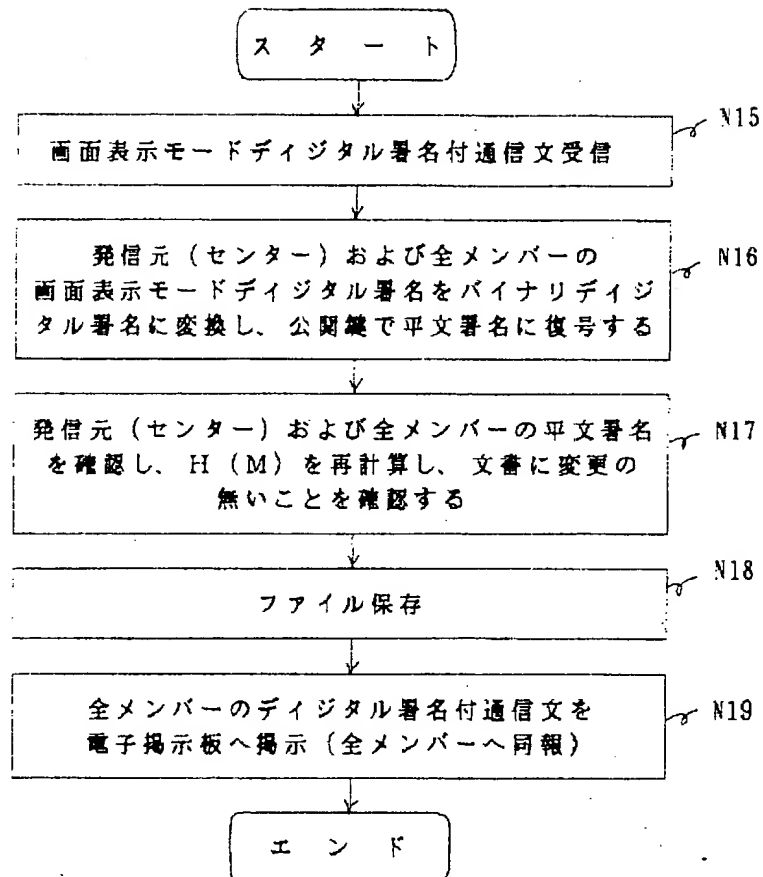 スタート
N15
画面表示モードディジタル署名付通信文受信
N16
発信元（センター）および全メンバーの
画面表示モードディジタル署名をバイナリディジ
タル署名に変換し、公開鍵で平文署名に復号する
N17
発信元（センター）および全メンバーの平文署名
を確認し、H（M）を再計算し、文書に変更の
無いことを確認する
N18
ファイル保存
N19
全メンバーのディジタル署名付通信文を
電子掲示板へ掲示（全メンバーへ同報）
エンド